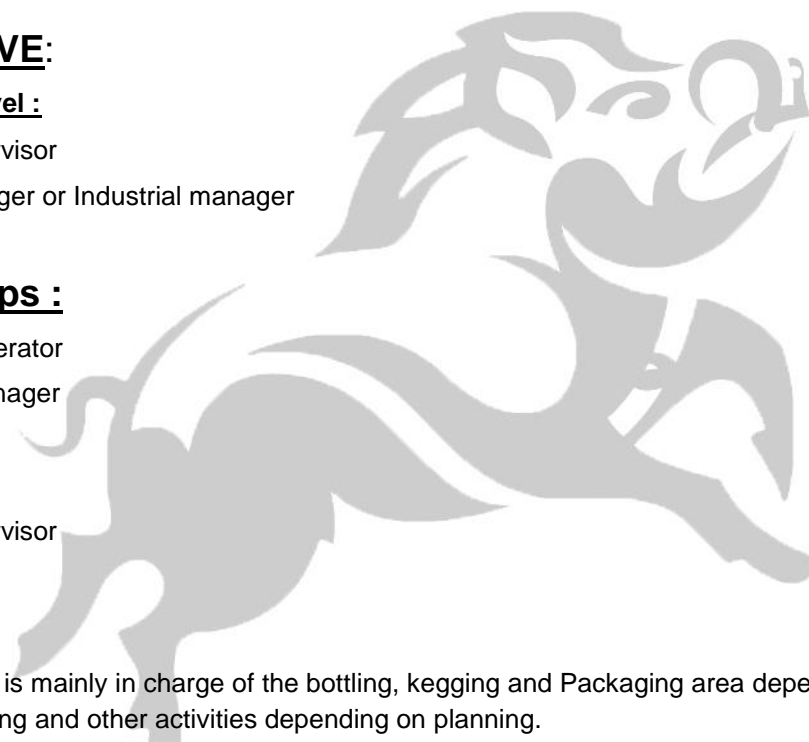 VE:
vel :
rvisor
ger or Industrial manager
ps :
erator
nager
rvisor
is mainly in charge of the bottling, kegging and Packaging area depe
ng and other activities depending on planning.